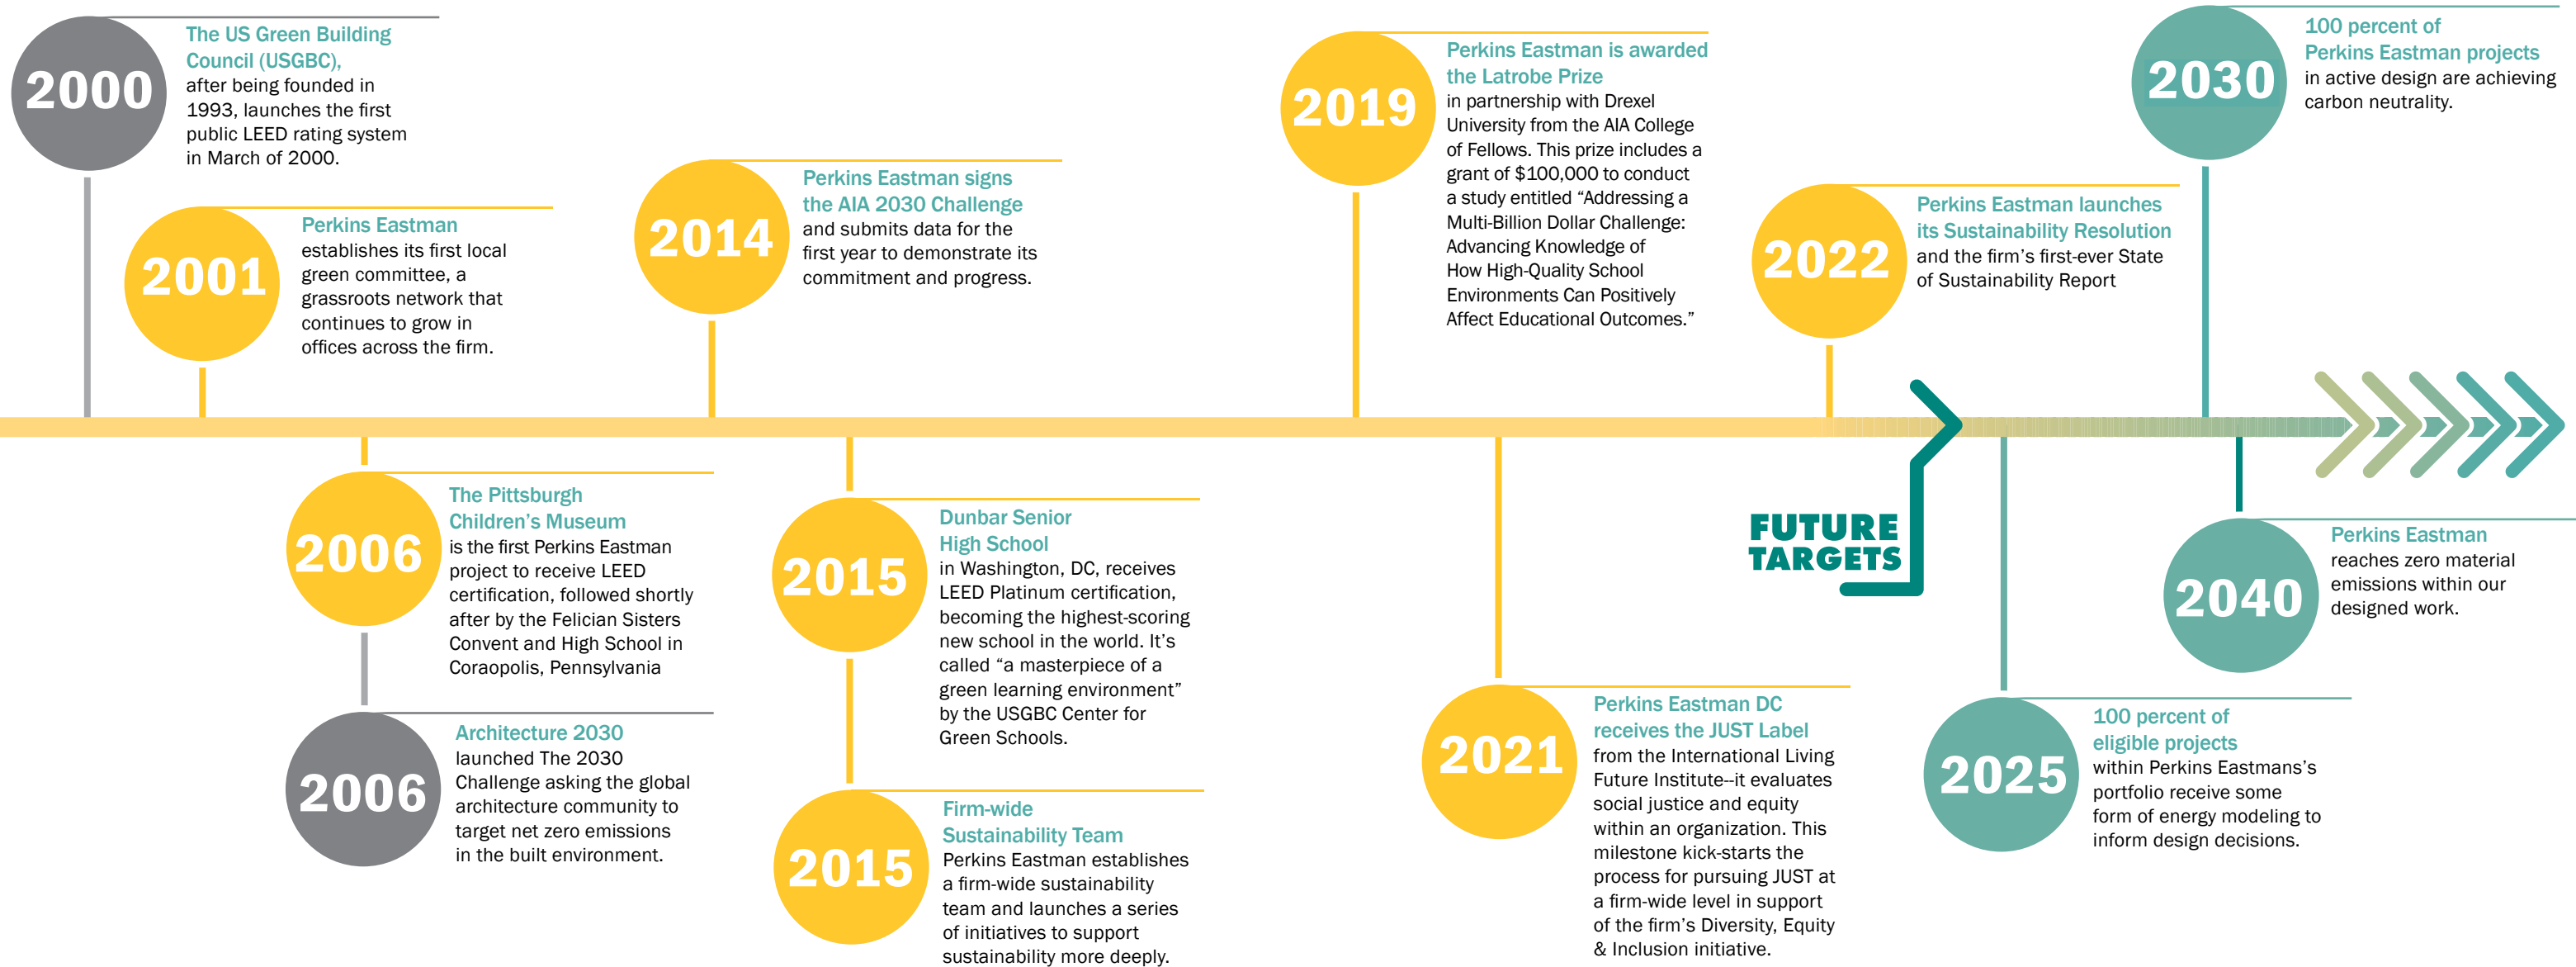 2000
The US Green Building
Council (USGBC),
after being founded in
1993, launches the first
public LEED rating system
in March of 2000.
2001
Perkins Eastman
establishes its first local
green committee, a
grassroots network that
continues to grow in
offices across the firm.
2006
The Pittsburgh
Children’s Museum
is the first Perkins Eastman
project to receive LEED
certification, followed shortly
after by the Felician Sisters
Convent and High School in
Coraopolis, Pennsylvania
2006
Architecture 2030
launched The 2030
Challenge asking the global
architecture community to
target net zero emissions
in the built environment.
2014
Perkins Eastman signs
the AIA 2030 Challenge
and submits data for the
first year to demonstrate its
commitment and progress.
2015
Dunbar Senior
High School
in Washington, DC, receives
LEED Platinum certification,
becoming the highest-scoring
new school in the world. It’s
called “a masterpiece of a
green learning environment”
by the USGBC Center for
Green Schools.
2015
Firm-wide
Sustainability Team
Perkins Eastman establishes
a firm-wide sustainability
team and launches a series
of initiatives to support
sustainability more deeply.
2019
Perkins Eastman is awarded
the Latrobe Prize
in partnership with Drexel
University from the AIA College
of Fellows. This prize includes a
grant of $100,000 to conduct
a study entitled “Addressing a
Multi-Billion Dollar Challenge:
Advancing Knowledge of
How High-Quality School
Environments Can Positively
Affect Educational Outcomes.”
2021
Perkins Eastman DC
receives the JUST Label
from the International Living
Future Institute--it evaluates
social justice and equity
within an organization. This
milestone kick-starts the
process for pursuing JUST at
a firm-wide level in support
of the firm’s Diversity, Equity
& Inclusion initiative.
2022
Perkins Eastman launches
its Sustainability Resolution
and the firm’s first-ever State
of Sustainability Report
FUTURE
TARGETS
2025
100 percent of
eligible projects
within Perkins Eastmans’s
portfolio receive some
form of energy modeling to
inform design decisions.
2030
100 percent of
Perkins Eastman projects
in active design are achieving
carbon neutrality.
2040
Perkins Eastman
reaches zero material
emissions within our
designed work.